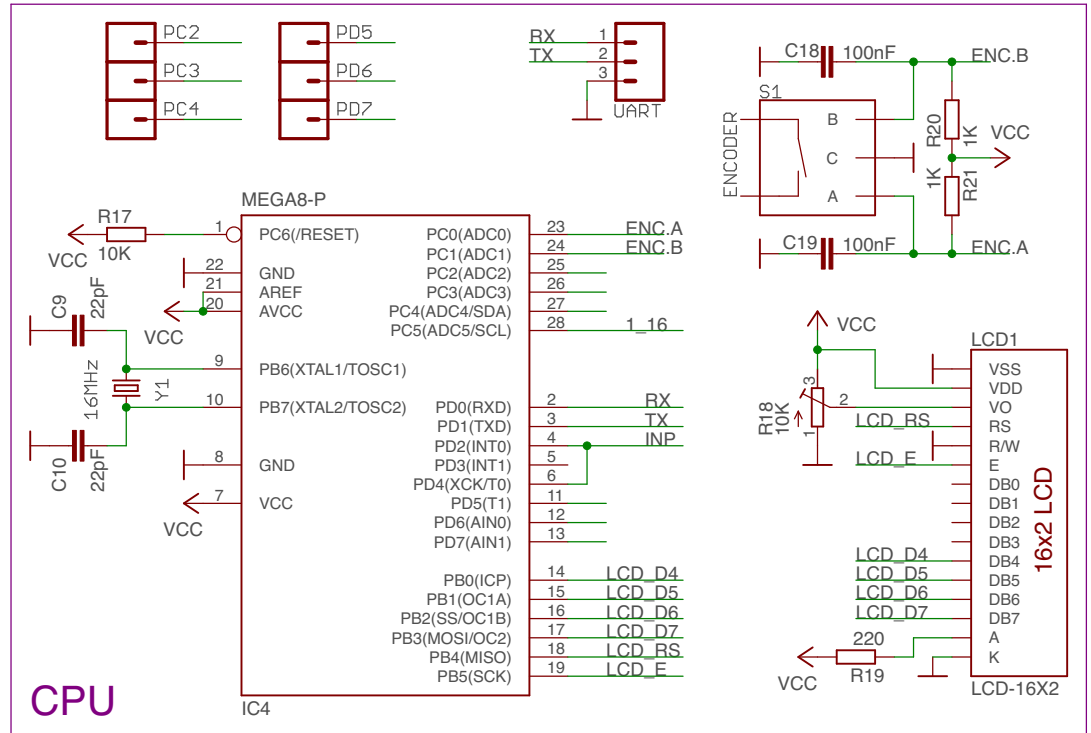 PC2
PC3
PC4
PD5
PD6
PD7
RX 1
TX 2
3
UART
C18 100nF ENC.B
S1
ENCODER
B
C
A
R20
1K
VCC
1K
R21
C19 100nF ENC.A
MEGA8-P
R17
10K
VCC
1 PC6(/RESET)
22 GND
21 AREF
20 AVCC
VCC
C9
22pF
9 PB6(XTAL1/TOSC1)
16MHz
Y1
10 PB7(XTAL2/TOSC2)
C10
22pF
8 GND
7 VCC
VCC
PC0(ADC0) 23 ENC.A
PC1(ADC1) 24 ENC.B
PC2(ADC2) 25
PC3(ADC3) 26
PC4(ADC4/SDA) 27
PC5(ADC5/SCL) 28 1_16
PD0(RXD) 2 RX
PD1(TXD) 3 TX
PD2(INT0) 4 INP
PD3(INT1) 5
PD4(XCK/T0) 6
PD5(T1) 11
PD6(AIN0) 12
PD7(AIN1) 13
PB0(ICP) 14 LCD_D4
PB1(OC1A) 15 LCD_D5
PB2(SS/OC1B) 16 LCD_D6
PB3(MOSI/OC2) 17 LCD_D7
PB4(MISO) 18 LCD_RS
PB5(SCK) 19 LCD_E
IC4
CPU
VCC
R18
10K
3
2
1
LCD1
VSS
VDD
VO
LCD_RS RS
R/W
LCD_E E
DB0
DB1
DB2
DB3
LCD_D4 DB4
LCD_D5 DB5
LCD_D6 DB6
LCD_D7 DB7
A
K
16x2 LCD
220
R19
VCC
LCD-16X2